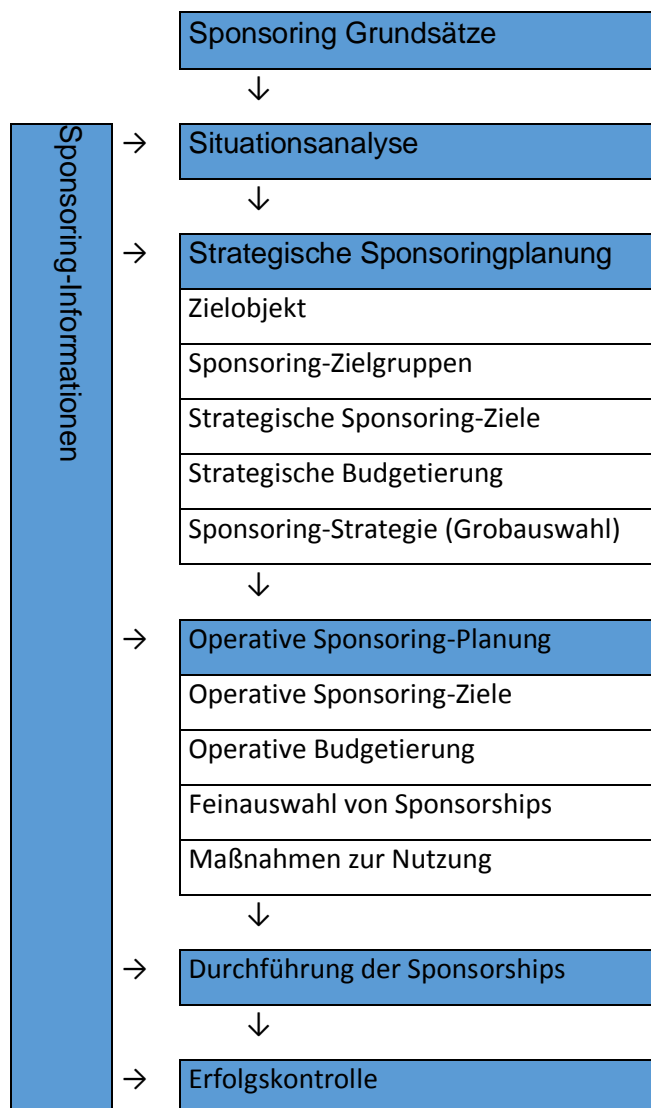 Sponsoring Grundsätze
↓
Sponsoring-Informationen
→ Situationsanalyse
↓
→ Strategische Sponsoringplanung
Zielobjekt
Sponsoring-Zielgruppen
Strategische Sponsoring-Ziele
Strategische Budgetierung
Sponsoring-Strategie (Grobauswahl)
↓
→ Operative Sponsoring-Planung
Operative Sponsoring-Ziele
Operative Budgetierung
Feinauswahl von Sponsorships
Maßnahmen zur Nutzung
↓
→ Durchführung der Sponsorships
↓
→ Erfolgskontrolle